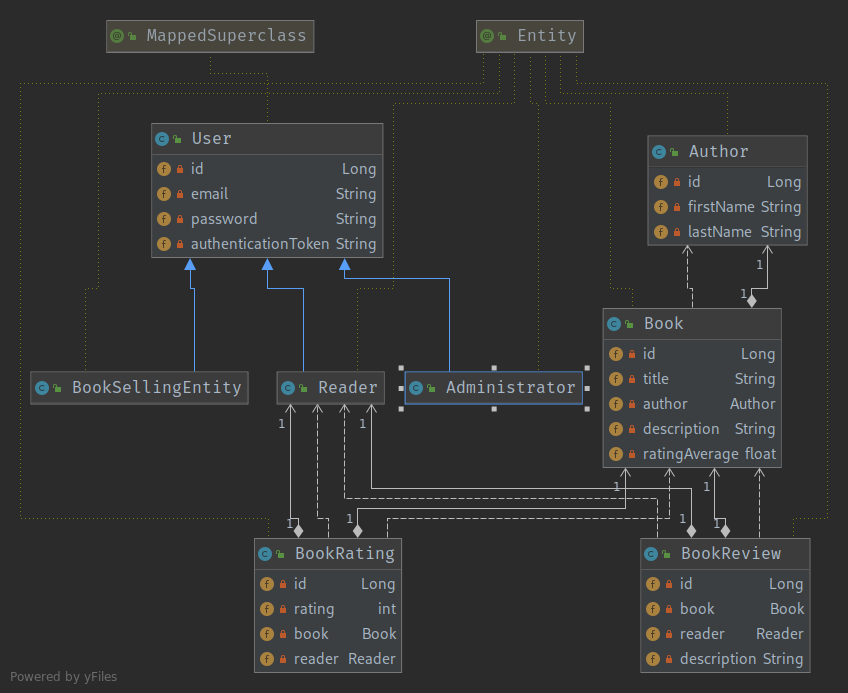 MappedSuperclass
Entity
User
id Long
email String
password String
authenticationToken String
Author
id Long
firstName String
lastName String
1
1
Book
id Long
title String
author Author
description String
ratingAverage float
BookSellingEntity
Reader
Administrator
1
1
1
1
1
1
1
1
BookRating
id Long
rating int
book Book
reader Reader
BookReview
id Long
book Book
reader Reader
description String
Powered by yFiles